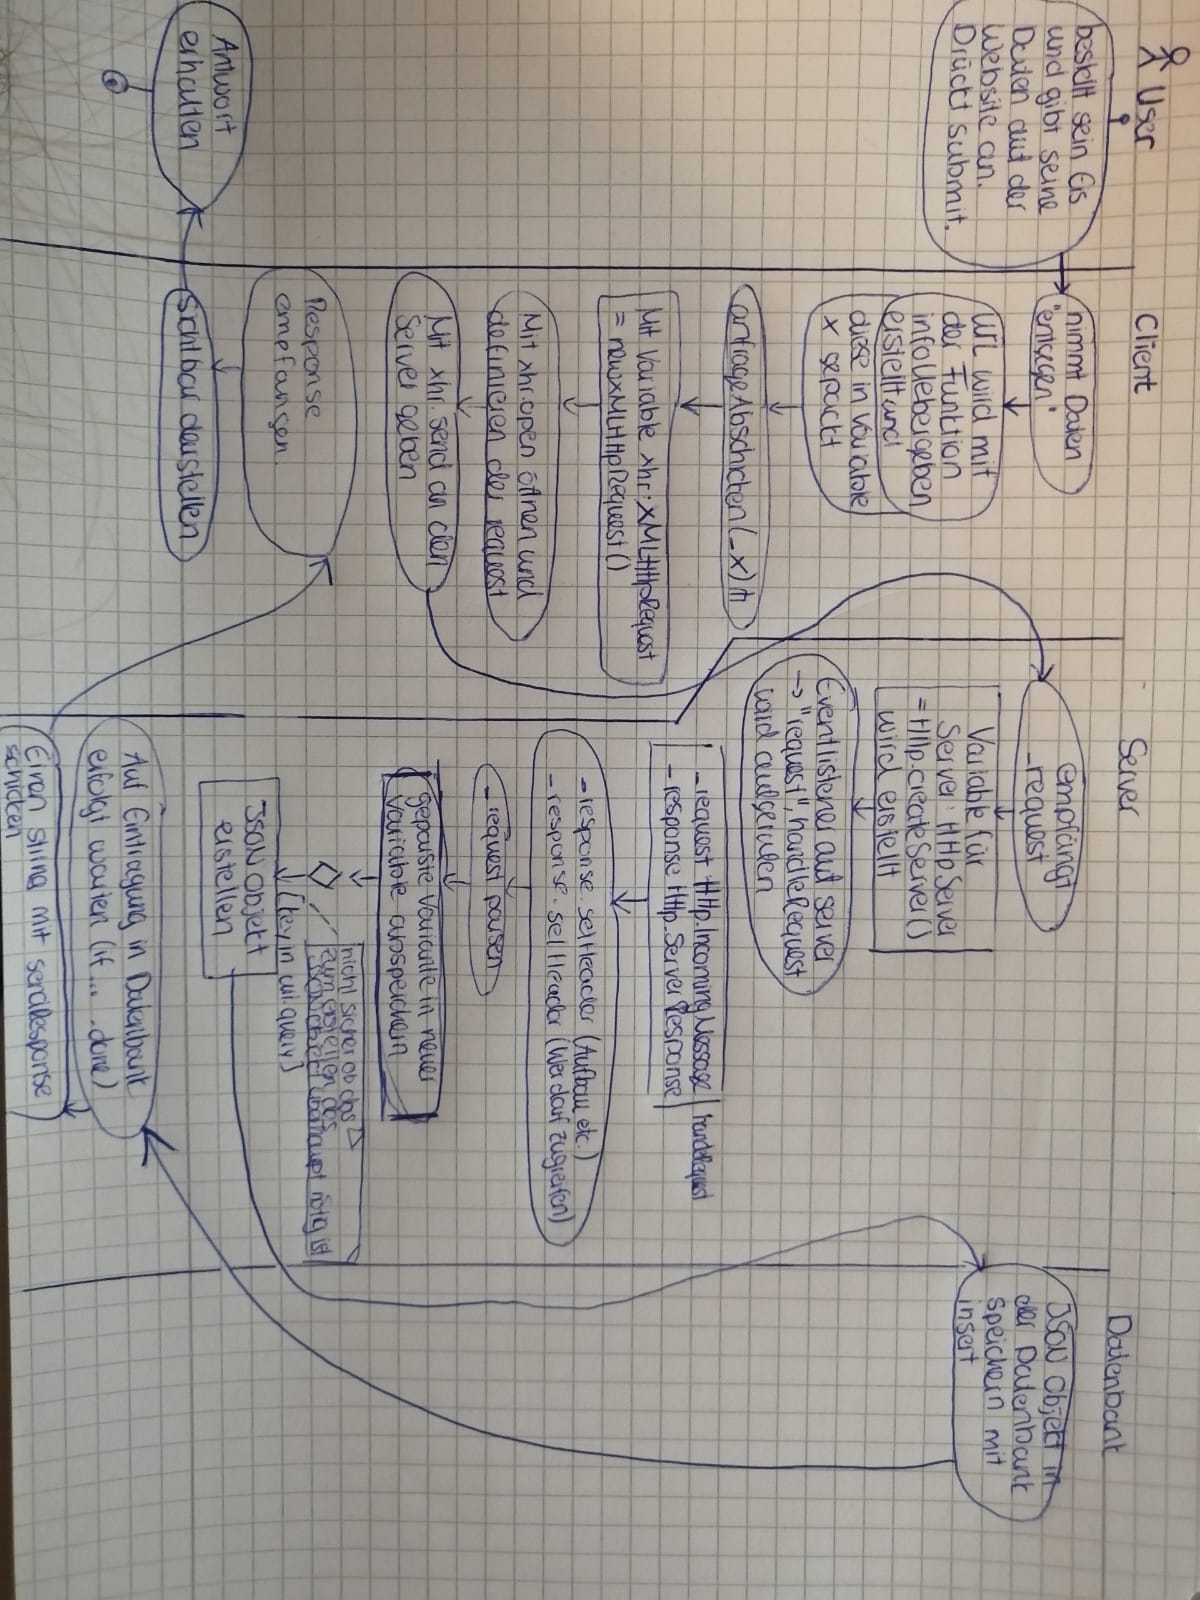 User
Client
Server
Datenbank
bestellt sein Eis
und gibt seine
Daten auf der
Website an.
Drückt submit.
nimmt Daten
"entgegen"
Url wird mit
der Funktion
infoUebergeben
erstellt und
diese in Variable
x gepackt
anfrageAbschicken(_x)
Mit Variable xhr: XMLHttpRequest
= new XMLHttpRequest()
Mit xhr.open öffnen und
definieren des request
Mit xhr.send an den
Server geben
Response
empfangen.
sichtbar darstellen
Antwort
erhalten
empfängt
_request
Variable für
Server: Http.Server
= Http.createServer()
wird erstellt
Eventlistener auf server
-> "request", handleRequest
wird aufgerufen
_request Http.IncomingMessage
handleRequest
_response Http.ServerResponse
_response.setHeader (Aufbau etc.)
_response.setHeader (Wer darf zugreifen)
_request parsen
geparste Variante in neuer
Variable abspeichern
nicht sicher ob das
zum erstellen des
JSON Objekt überhaupt nötig ist
[key in url.query]
JSON Objekt
erstellen
JSON Objekt in
der Datenbank
speichern mit
insert
Auf Eintragung in Datenbank
erfolgt warten (if... .done)
Einen string mit sendResponse
schicken